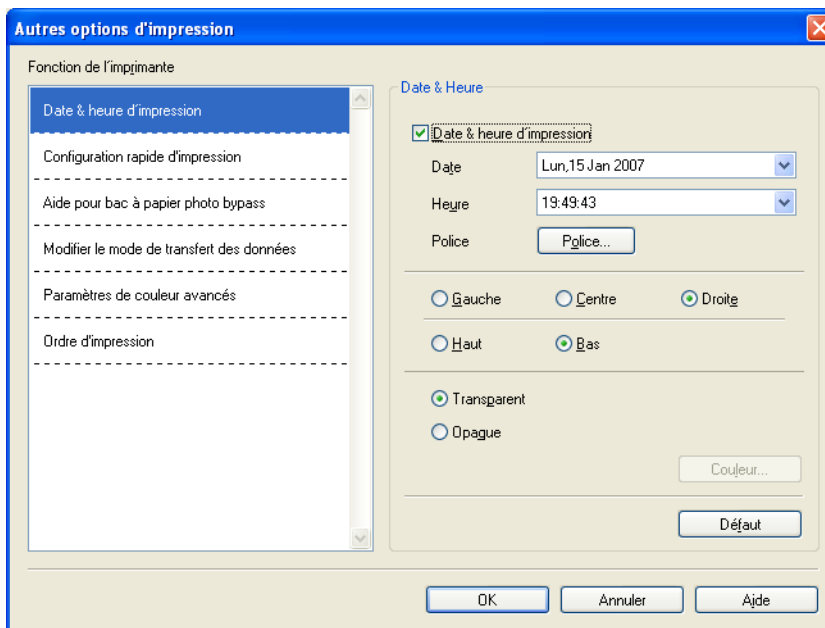 Autres options d'impression
Fonction de l'imprimante
Date & heure d'impression
Configuration rapide d'impression
Aide pour bac à papier photo bypass
Modifier le mode de transfert des données
Paramètres de couleur avancés
Ordre d'impression
Date & Heure
Date & heure d'impression
Date Lun,15 Jan 2007
Heure 19:49:43
Police Police...
Gauche Centre Droite
Haut Bas
Transparent
Opaque
Couleur...
Défaut
OK Annuler Aide